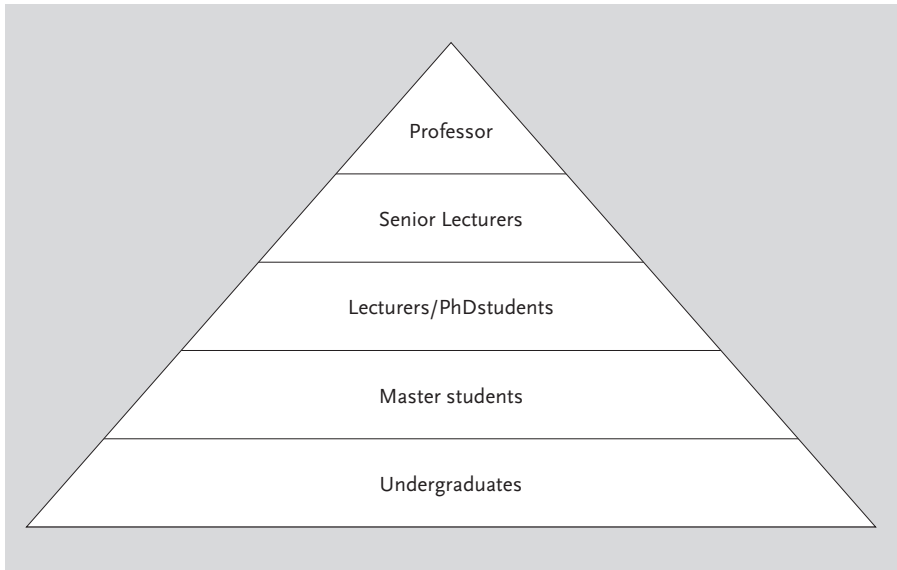 Professor
Senior Lecturers
Lecturers/PhDstudents
Master students
Undergraduates